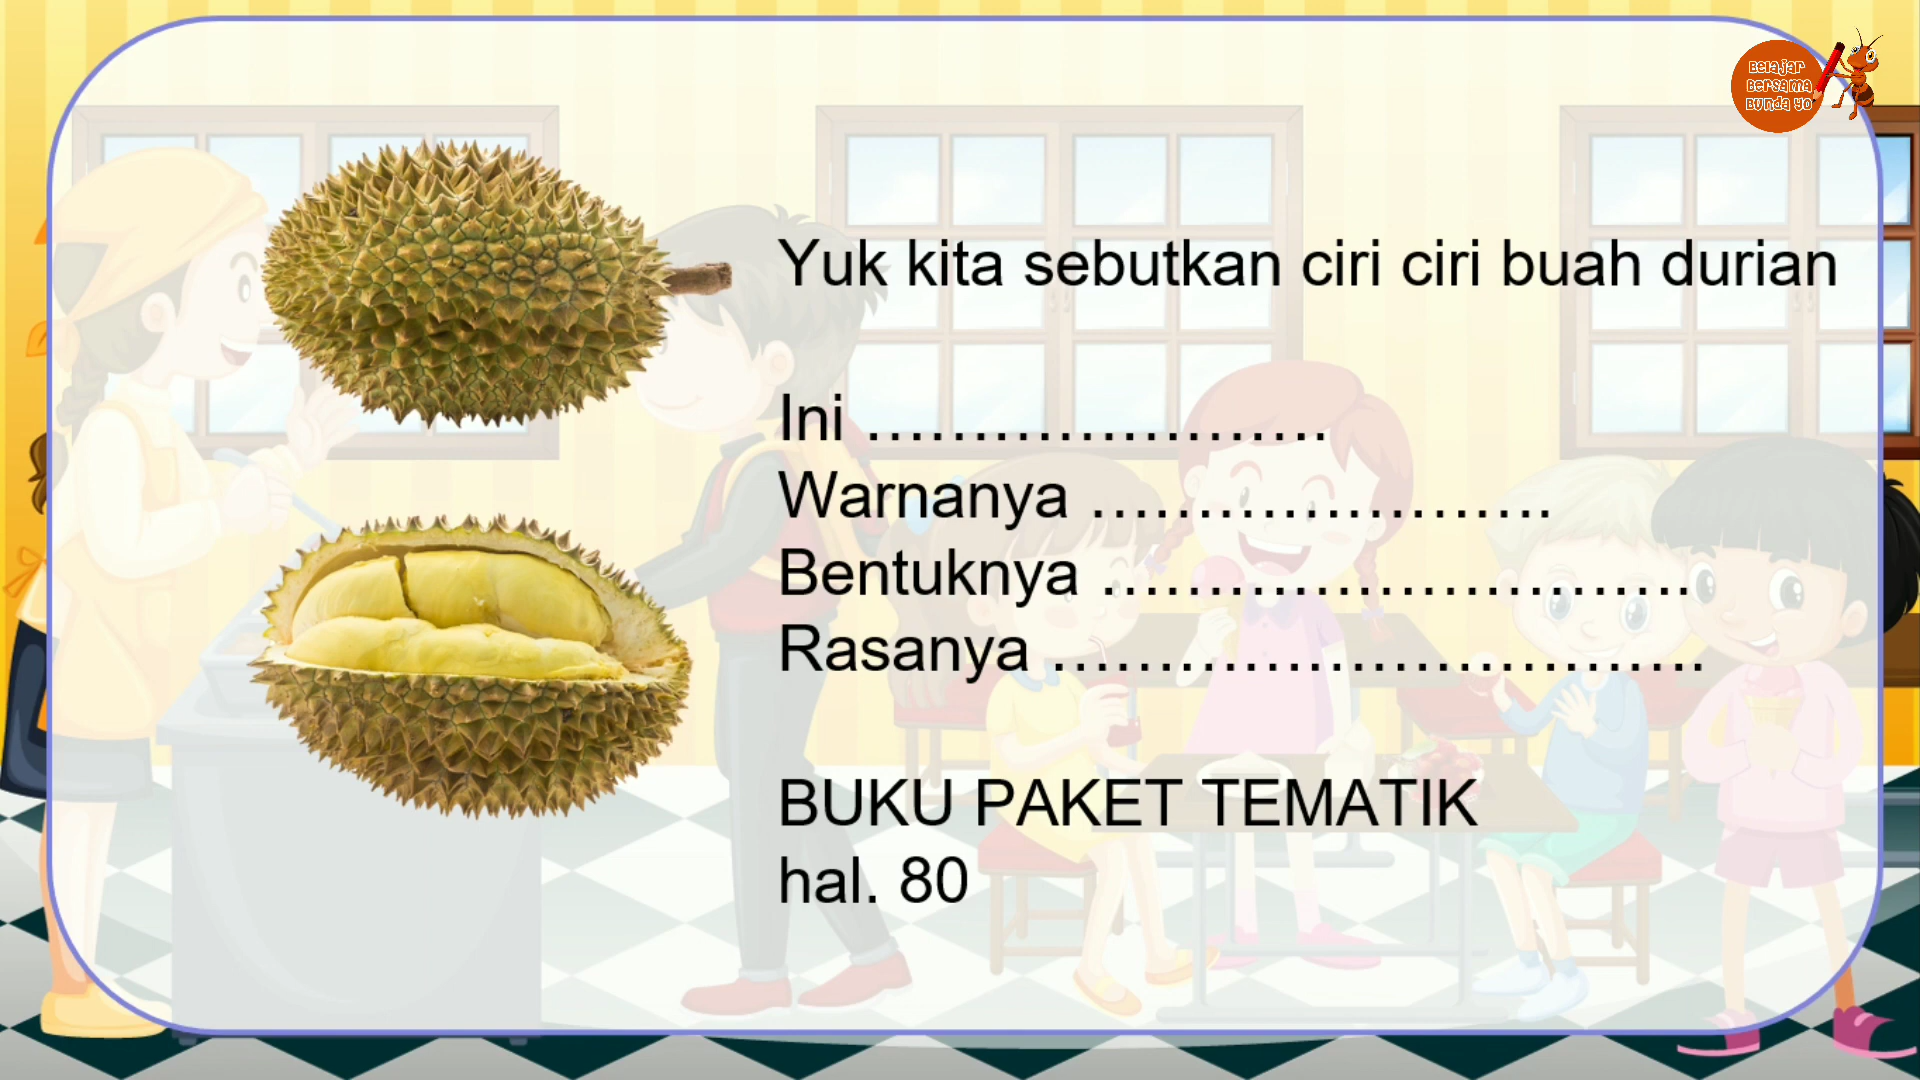 Belajar
Bersama
Bunda Yo
Yuk kita sebutkan ciri ciri buah durian
Ini ……………………
Warnanya ……………………
Bentuknya …………………………
Rasanya ……………………………
BUKU PAKET TEMATIK
hal. 80